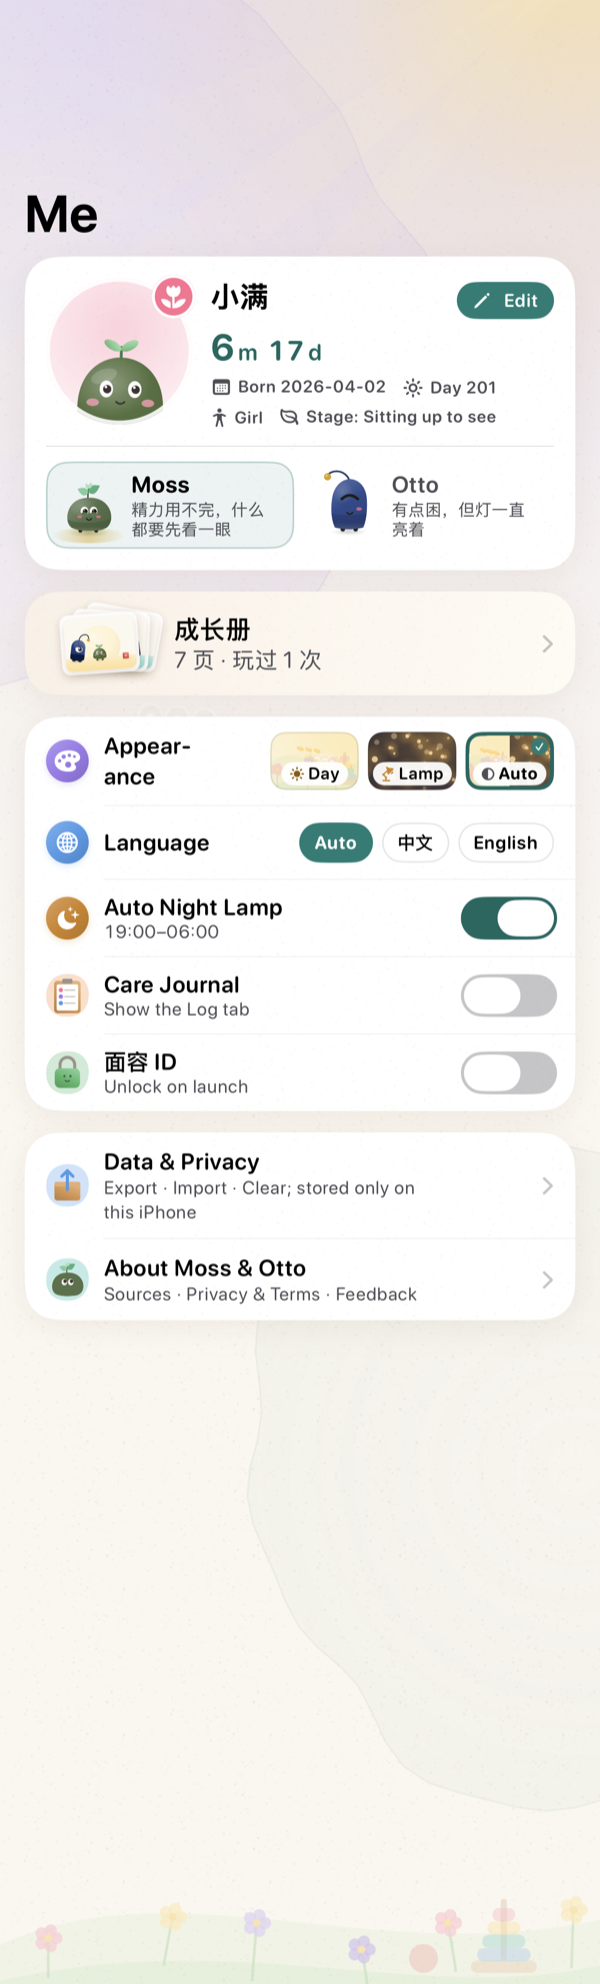 Me
小满
Edit
6m 17d
Born 2026-04-02 Day 201
Girl Stage: Sitting up to see
Moss
精力用不完，什么
都要先看一眼
Otto
有点困，但灯一直
亮着
成长册
7 页 · 玩过 1 次
Appear-
ance
Day
Lamp
Auto
Language
Auto
中文
English
Auto Night Lamp
19:00–06:00
Care Journal
Show the Log tab
面容 ID
Unlock on launch
Data & Privacy
Export · Import · Clear; stored only on
this iPhone
About Moss & Otto
Sources · Privacy & Terms · Feedback